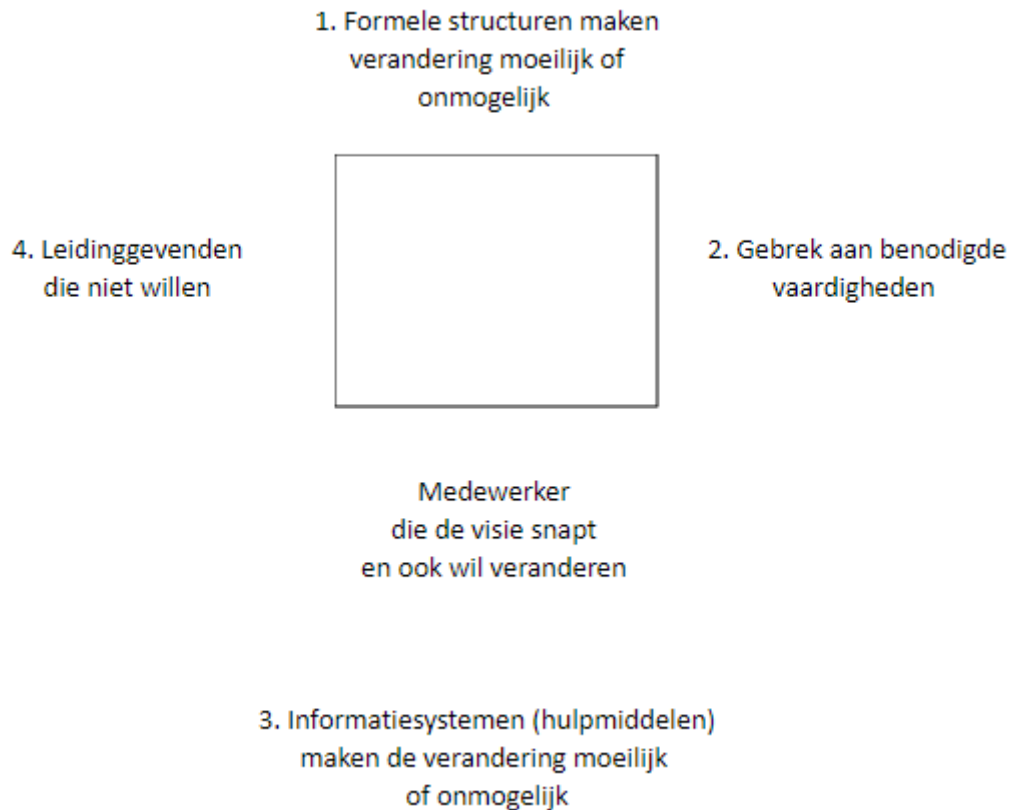 1. Formele structuren maken
verandering moeilijk of
onmogelijk
4. Leidinggevenden
die niet willen
2. Gebrek aan benodigde
vaardigheden
Medewerker
die de visie snapt
en ook wil veranderen
3. Informatiesystemen (hulpmiddelen)
maken de verandering moeilijk
of onmogelijk